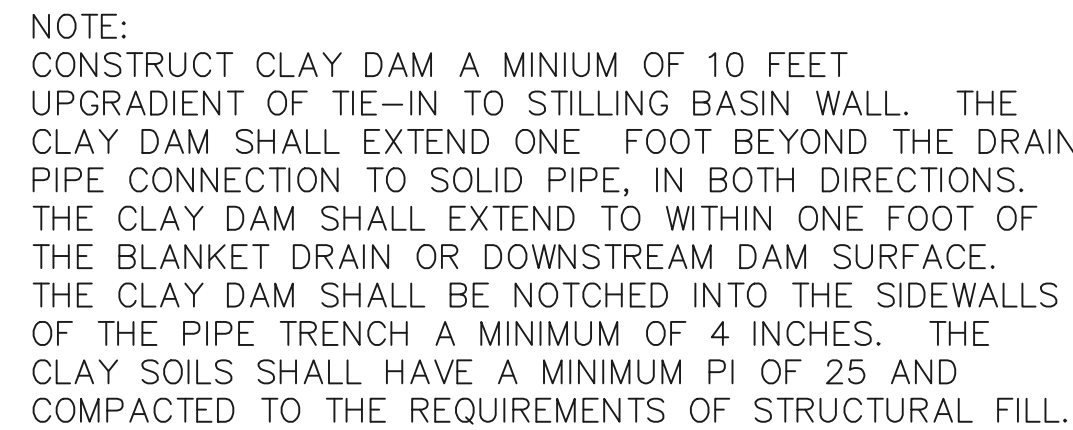 NOTE:
CONSTRUCT CLAY DAM A MINIUM OF 10 FEET
UPGRADIENT OF TIE–IN TO STILLING BASIN WALL.  THE
CLAY DAM SHALL EXTEND ONE  FOOT BEYOND THE DRAIN
PIPE CONNECTION TO SOLID PIPE, IN BOTH DIRECTIONS.
THE CLAY DAM SHALL EXTEND TO WITHIN ONE FOOT OF
THE BLANKET DRAIN OR DOWNSTREAM DAM SURFACE.
THE CLAY DAM SHALL BE NOTCHED INTO THE SIDEWALLS
OF THE PIPE TRENCH A MINIMUM OF 4 INCHES.  THE
CLAY SOILS SHALL HAVE A MINIMUM PI OF 25 AND
COMPACTED TO THE REQUIREMENTS OF STRUCTURAL FILL.